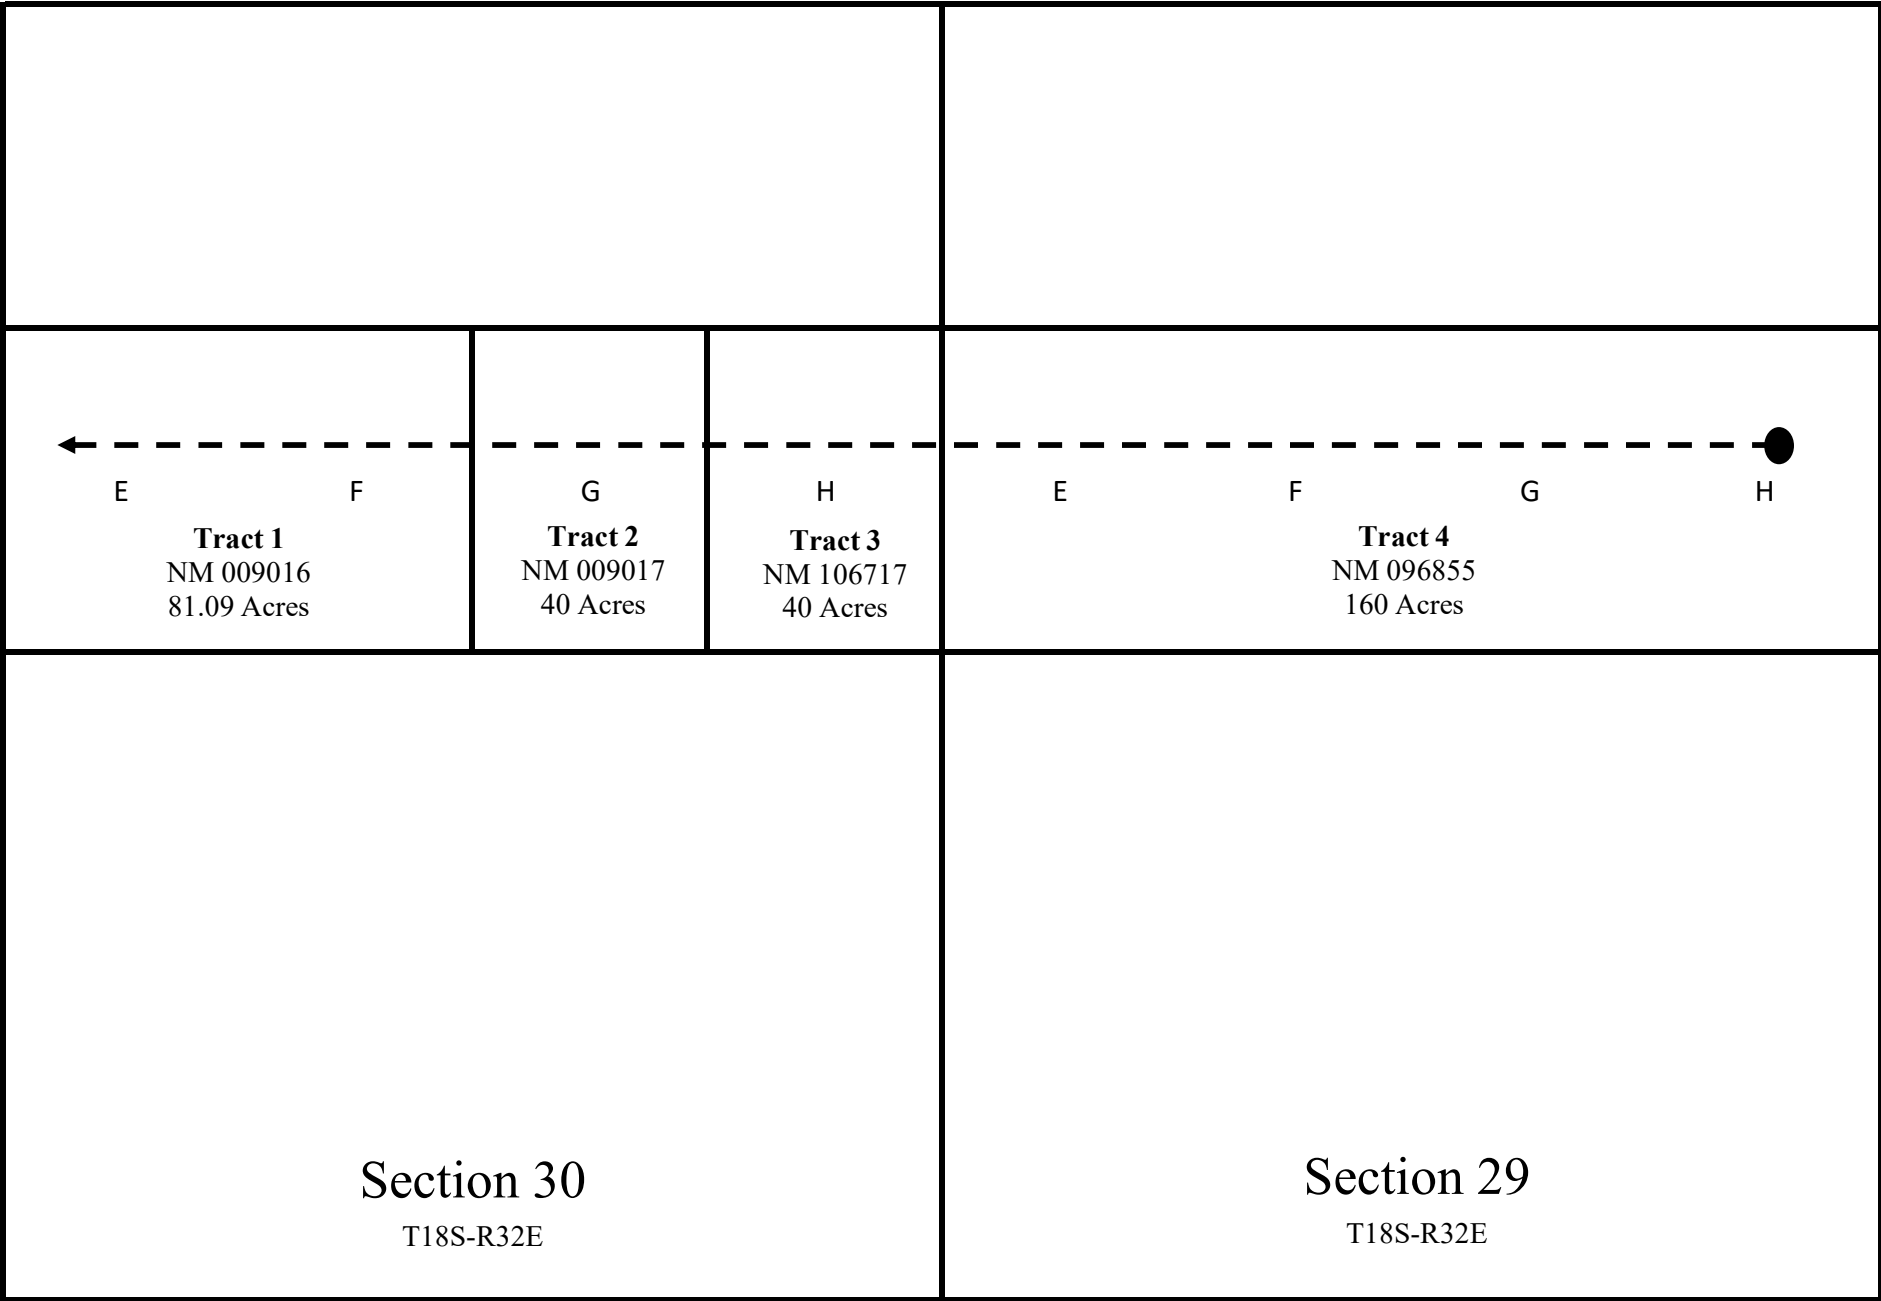 E F G H E F G H
Tract 1
NM 009016
81.09 Acres
Tract 2
NM 009017
40 Acres
Tract 3
NM 106717
40 Acres
Tract 4
NM 096855
160 Acres
Section 30
T18S-R32E
Section 29
T18S-R32E